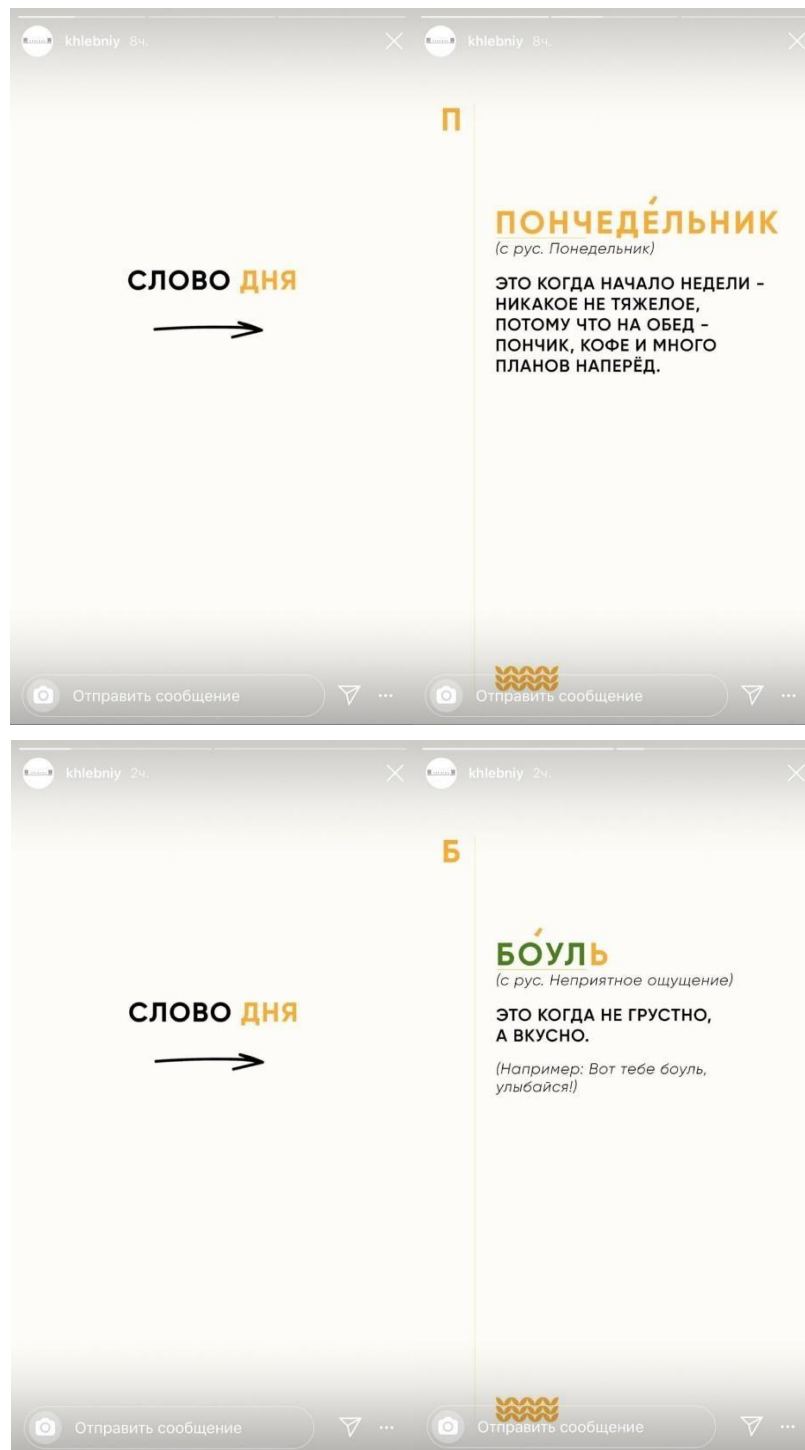 khlebniy 8ч.
СЛОВО ДНЯ
Отправить сообщение
khlebniy 8ч.
П
ПОНЧЕДЕ́ЛЬНИК
(с рус. Понедельник)
ЭТО КОГДА НАЧАЛО НЕДЕЛИ -
НИКАКОЕ НЕ ТЯЖЕЛОЕ,
ПОТОМУ ЧТО НА ОБЕД -
ПОНЧИК, КОФЕ И МНОГО
ПЛАНОВ НАПЕРЁД.
Отправить сообщение
khlebniy 2ч.
СЛОВО ДНЯ
Отправить сообщение
khlebniy 2ч.
Б
БО́УЛЬ
(с рус. Неприятное ощущение)
ЭТО КОГДА НЕ ГРУСТНО,
А ВКУСНО.
(Например: Вот тебе боуль,
улыбайся!)
Отправить сообщение